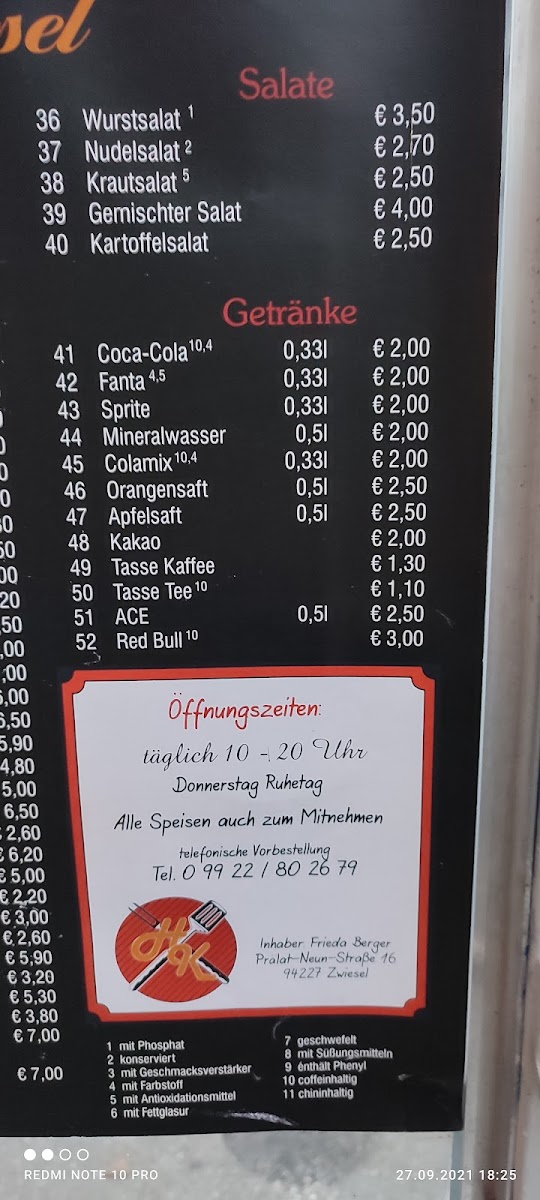 sel
Salate
36 Wurstsalat 1 € 3,50
37 Nudelsalat 2 € 2,70
38 Krautsalat 5 € 2,50
39 Gemischter Salat € 4,00
40 Kartoffelsalat € 2,50
Getränke
41 Coca-Cola 10,4 0,33l € 2,00
42 Fanta 4,5 0,33l € 2,00
43 Sprite 0,33l € 2,00
44 Mineralwasser 0,5l € 2,00
45 Colamix 10,4 0,33l € 2,00
46 Orangensaft 0,5l € 2,50
47 Apfelsaft 0,5l € 2,50
48 Kakao € 2,00
49 Tasse Kaffee € 1,30
50 Tasse Tee 10 € 1,10
51 ACE 0,5l € 2,50
52 Red Bull 10 € 3,00
6,50
5,90
4,80
5,00
6,50
€ 2,60
€ 6,20
€ 5,00
€ 2,20
€ 3,00
€ 2,60
€ 5,90
€ 3,20
€ 5,30
€ 3,80
€ 7,00
€ 7,00
Öffnungszeiten:
täglich 10 - 20 Uhr
Donnerstag Ruhetag
Alle Speisen auch zum Mitnehmen
telefonische Vorbestellung
Tel. 0 99 22 / 80 26 79
HK
Inhaber: Frieda Berger
Prälat-Neun-Straße 16
94227 Zwiesel
1 mit Phosphat
2 konserviert
3 mit Geschmacksverstärker
4 mit Farbstoff
5 mit Antioxidationsmittel
6 mit Fettglasur
7 geschwefelt
8 mit Süßungsmitteln
9 énthält Phenyl
10 coffeinhaltig
11 chininhaltig
REDMI NOTE 10 PRO
27.09.2021 18:25